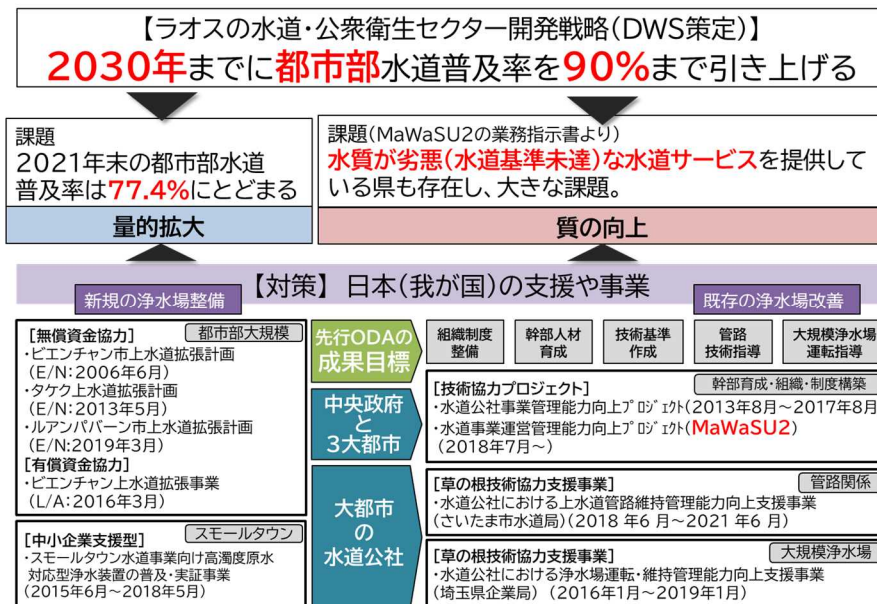 【ラオスの水道・公衆衛生セクター開発戦略(DWS策定)】
2030年までに都市部水道普及率を90%まで引き上げる
課題
2021年末の都市部水道
普及率は77.4%にとどまる
量的拡大
課題(MaWaSU2の業務指示書より)
水質が劣悪(水道基準未達)な水道サービスを提供して
いる県も存在し、大きな課題。
質の向上
【対策】 日本(我が国)の支援や事業
新規の浄水場整備
既存の浄水場改善
[無償資金協力]
都市部大規模
・ビエンチャン市上水道拡張計画
(E/N:2006年6月)
・タケク上水道拡張計画
(E/N:2013年5月)
・ルアンパバーン市上水道拡張計画
(E/N:2019年3月)
[有償資金協力]
・ビエンチャン上水道拡張事業
(L/A:2016年3月)
[中小企業支援型]
スモールタウン
・スモールタウン水道事業向け高濁度原水
対応型浄水装置の普及・実証事業
(2015年6月~2018年5月)
先行ODAの
成果目標
組織制度
整備
幹部人材
育成
技術基準
作成
管路
技術指導
大規模浄水場
運転指導
中央政府
と
3大都市
[技術協力プロジェクト]
幹部育成・組織・制度構築
・水道公社事業管理能力向上プロジェクト(2013年8月~2017年8月)
・水道事業運営管理能力向上プロジェクト(MaWaSU2)
(2018年7月~)
大都市
の
水道公社
[草の根技術協力支援事業]
管路関係
・水道公社における上水道管路維持管理能力向上支援事業
(さいたま市水道局)(2018 年6月~2021 年6月)
[草の根技術協力支援事業]
大規模浄水場
・水道公社における浄水場運転・維持管理能力向上支援事業
(埼玉県企業局) (2016年1月~2019年1月)